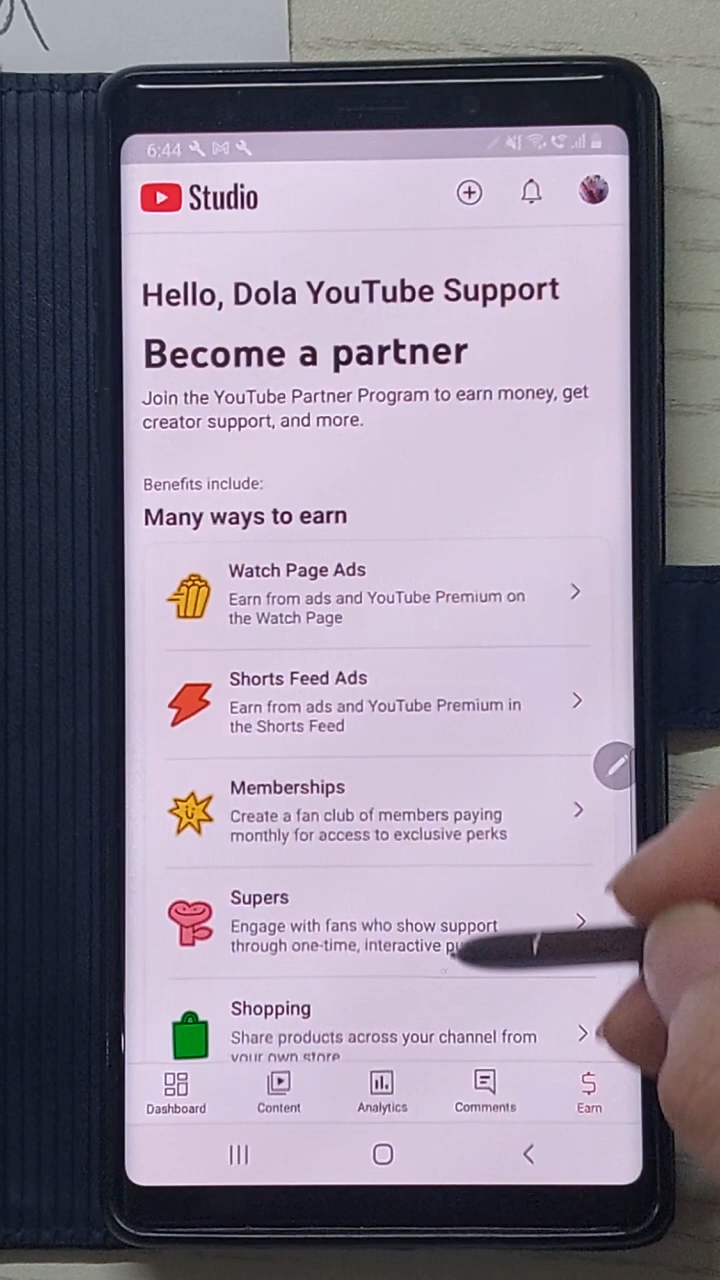 6:44
Studio
Hello, Dola YouTube Support
Become a partner
Join the YouTube Partner Program to earn money, get
creator support, and more.
Benefits include:
Many ways to earn
Watch Page Ads
Earn from ads and YouTube Premium on
the Watch Page
Shorts Feed Ads
Earn from ads and YouTube Premium in
the Shorts Feed
Memberships
Create a fan club of members paying
monthly for access to exclusive perks
Supers
Engage with fans who show support
through one-time, interactive
Shopping
Share products across your channel from
your own store
Dashboard
Content
Analytics
Comments
Earn